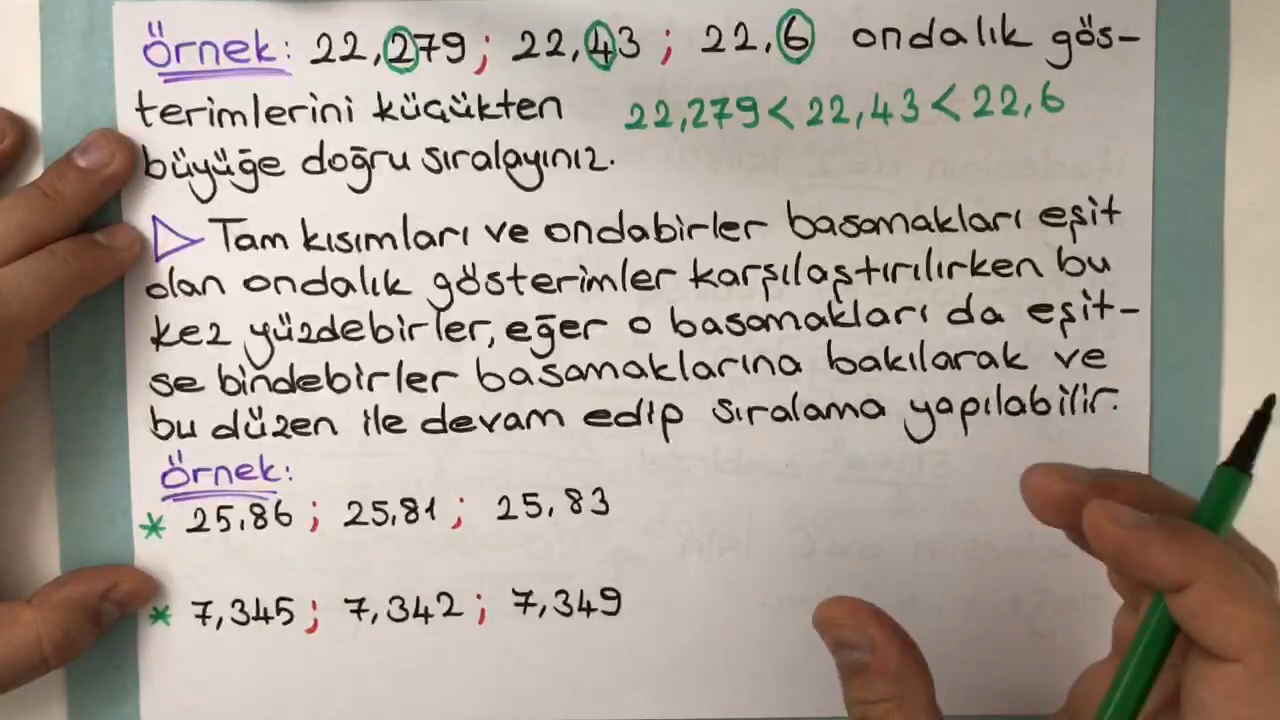 Örnek: 22,279; 22,43; 22,6 ondalık gös-
terimlerini küçükten 22,279<22,43<22,6
büyüğe doğru sıralayınız.
Tam kısımları ve ondabirler basamakları eşit
olan ondalık gösterimler karşılaştırılırken bu
kez yüzdebirler, eğer o basamakları da eşit-
se bindebirler basamaklarına bakılarak ve
bu düzen ile devam edip sıralama yapılabilir.
Örnek:
* 25,86; 25,81; 25,83
* 7,345; 7,342; 7,349